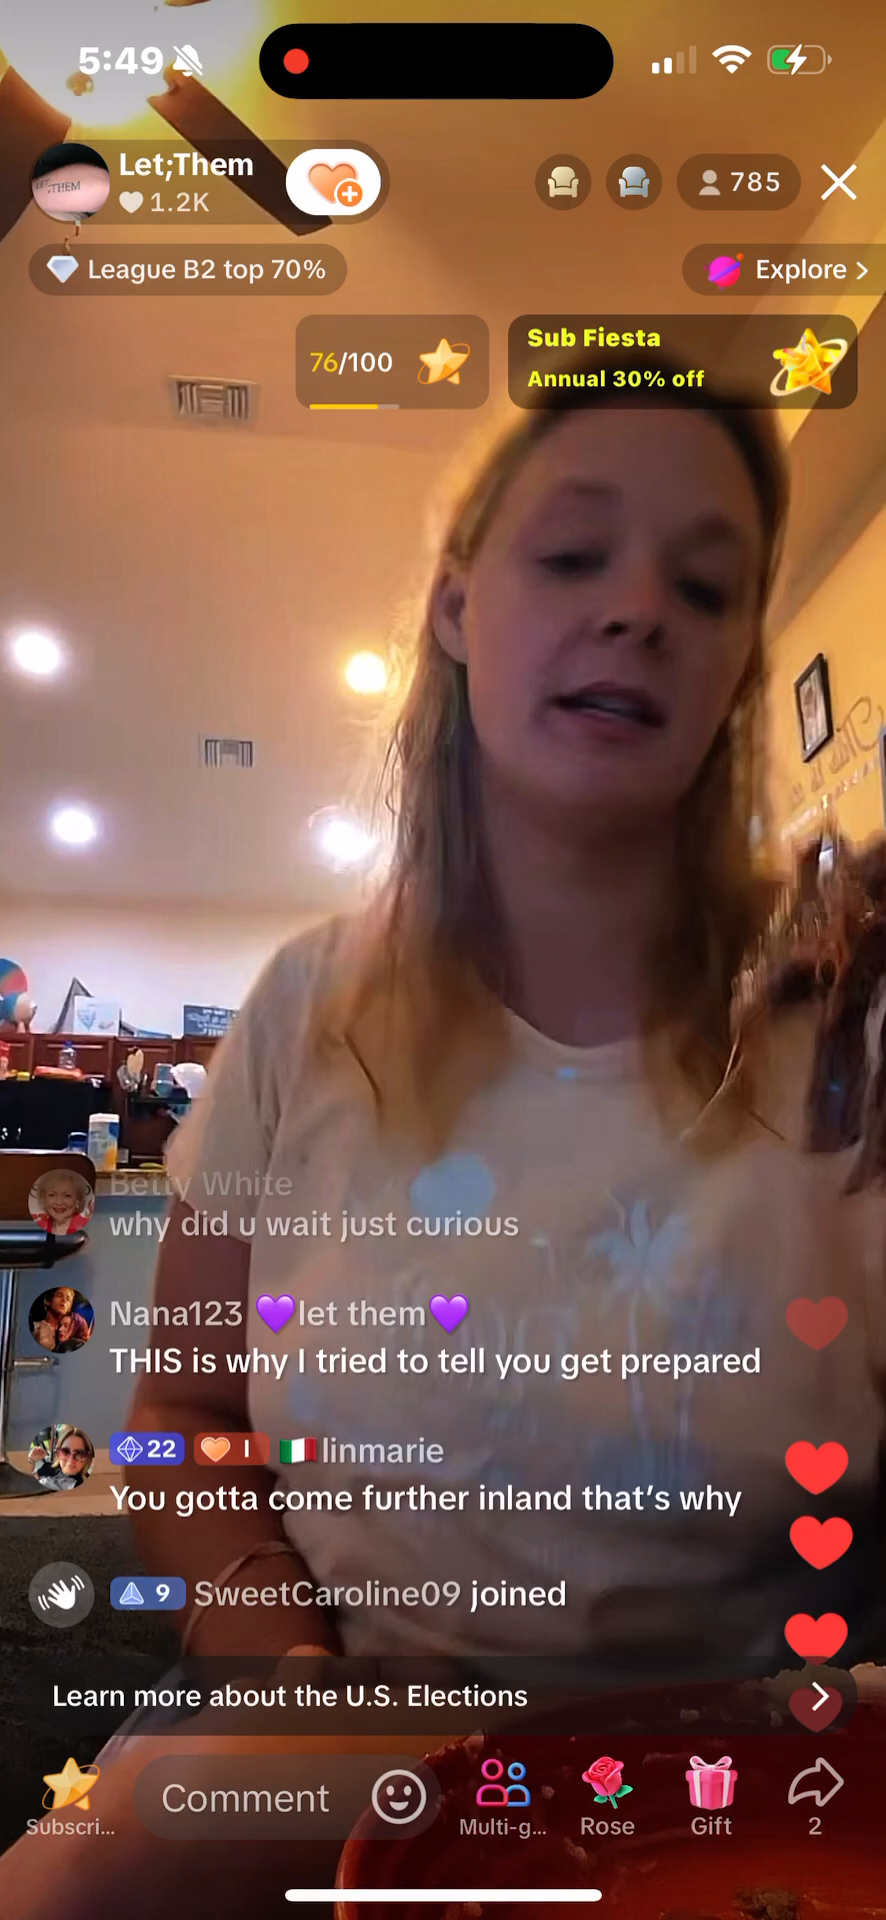 5:49
Let;Them
1.2K
785
League B2 top 70%
Explore >
76/100
Sub Fiesta
Annual 30% off
Betty White
why did u wait just curious
Nana123 💜let them💜
THIS is why I tried to tell you get prepared
22 I 🇮🇹linmarie
You gotta come further inland that's why
9 SweetCaroline09 joined
Learn more about the U.S. Elections
Comment
Subscri...
Multi-g...
Rose
Gift
2